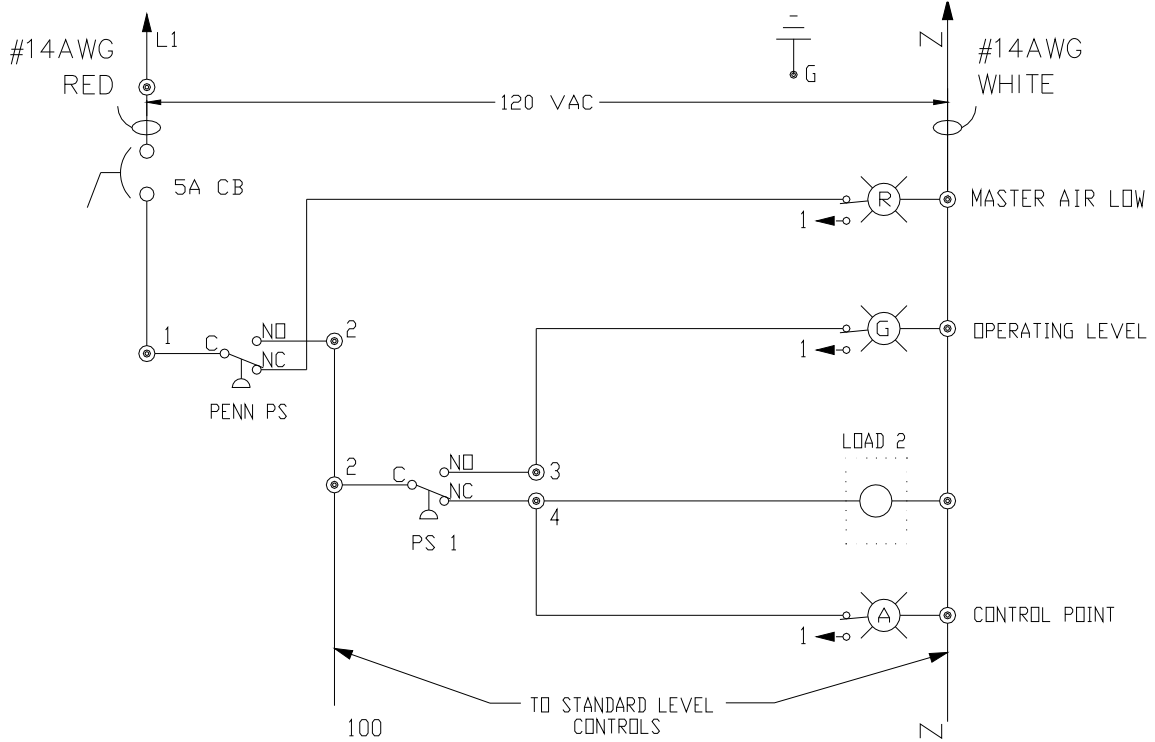 L1
#14AWG
RED
G
N
#14AWG
WHITE
120 VAC
5A CB
R
1
MASTER AIR LOW
1
C
NO
NC
2
PENN PS
G
1
OPERATING LEVEL
2
C
NO
NC
3
4
PS 1
LOAD 2
A
1
CONTROL POINT
TO STANDARD LEVEL
CONTROLS
100
N